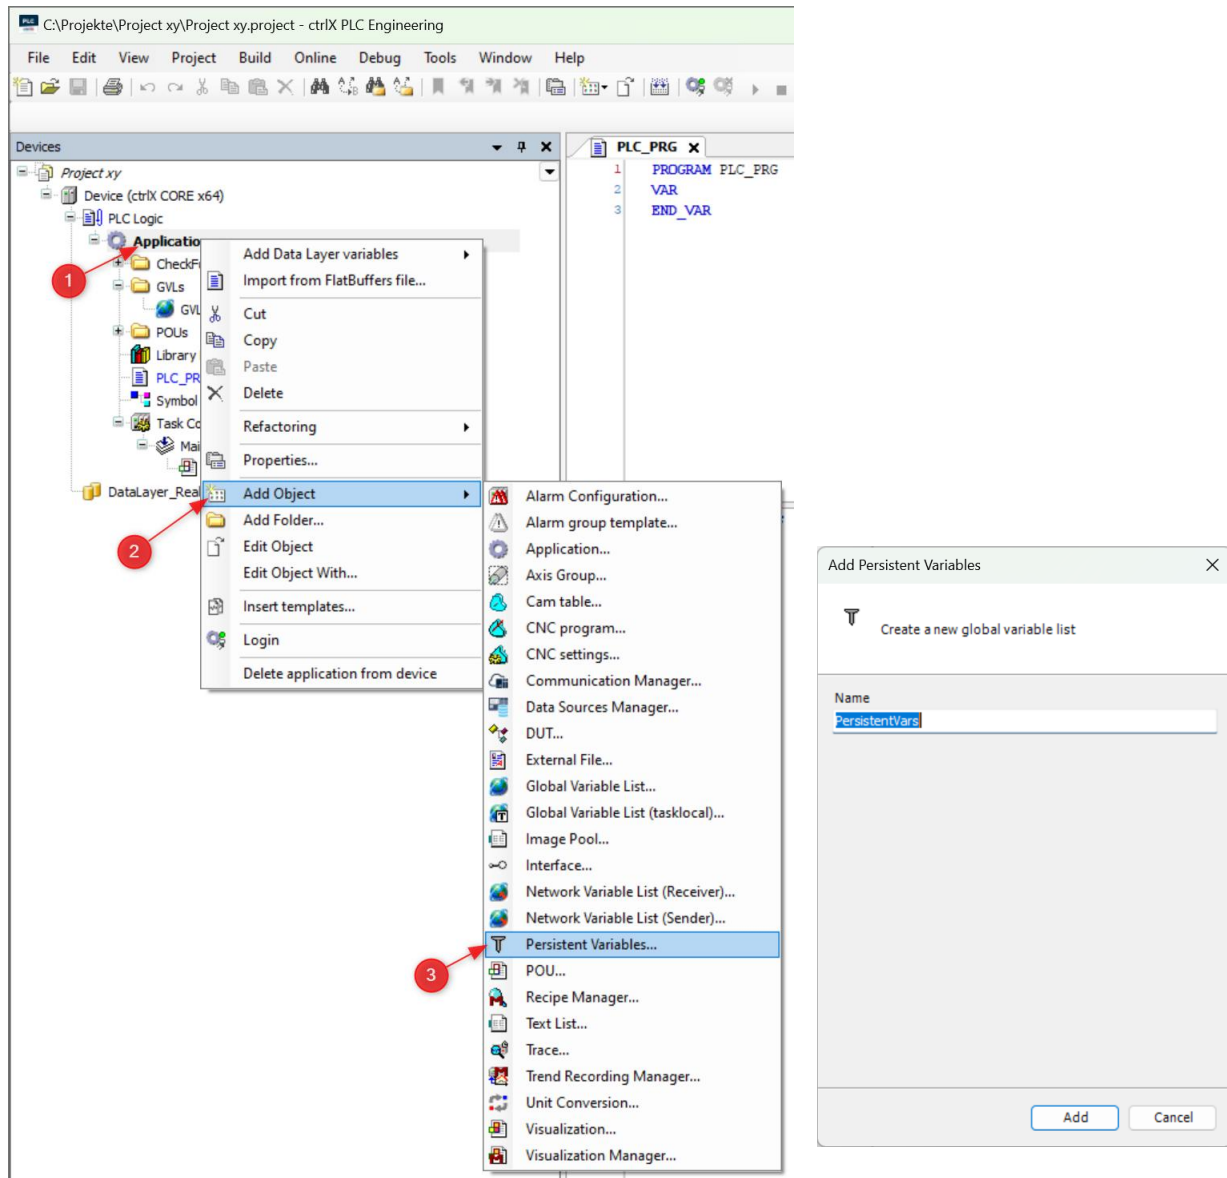 C:\Projekte\Project xy\Project xy.project - ctrlX PLC Engineering
File Edit View Project Build Online Debug Tools Window Help
Devices
Project xy
Device (ctrlX CORE x64)
PLC Logic
Applicatio
CheckFu
GVLs
GVL
POUs
Library
PLC_PR
Symbol
Task Co
Mai
DataLayer_Real
1
2
3
Add Data Layer variables
Import from FlatBuffers file...
Cut
Copy
Paste
Delete
Refactoring
Properties...
Add Object
Add Folder...
Edit Object
Edit Object With...
Insert templates...
Login
Delete application from device
Alarm Configuration...
Alarm group template...
Application...
Axis Group...
Cam table...
CNC program...
CNC settings...
Communication Manager...
Data Sources Manager...
DUT...
External File...
Global Variable List...
Global Variable List (tasklocal)...
Image Pool...
Interface...
Network Variable List (Receiver)...
Network Variable List (Sender)...
Persistent Variables...
POU...
Recipe Manager...
Text List...
Trace...
Trend Recording Manager...
Unit Conversion...
Visualization...
Visualization Manager...
PLC_PRG
1 PROGRAM PLC_PRG
2 VAR
3 END_VAR
Add Persistent Variables
Create a new global variable list
Name
PersistentVars
Add Cancel